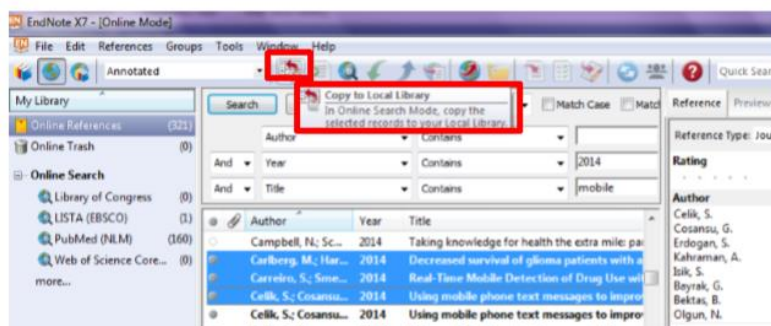 EndNote X7 - [Online Mode]
File Edit References Groups Tools Window Help
Annotated
Quick Sear
My Library
Search
Copy to Local Library
In Online Search Mode, copy the
selected records to your Local Library.
Match Case
Match
Reference
Preview
Online References (321)
Online Trash (0)
Online Search
Library of Congress (0)
LISTA (EBSCO) (1)
PubMed (NLM) (160)
Web of Science Core... (0)
more...
Author Contains
And Year Contains 2014
And Title Contains mobile
Author Year Title
Campbell, N.; Sc... 2014 Taking knowledge for health the extra mile: pa
Carlberg, M.; Har... 2014 Decreased survival of glioma patients with a
Carreiro, S.; Sme... 2014 Real-Time Mobile Detection of Drug Use wi
Celik, S.; Cosansu... 2014 Using mobile phone text messages to impro
Celik, S.; Cosansu... 2014 Using mobile phone text messages to impro
Reference Type: Jou
Rating
Author
Celik, S.
Cosansu, G.
Erdogan, S.
Kahraman, A.
Isik, S.
Bayrak, G.
Bektas, B.
Olgun, N.